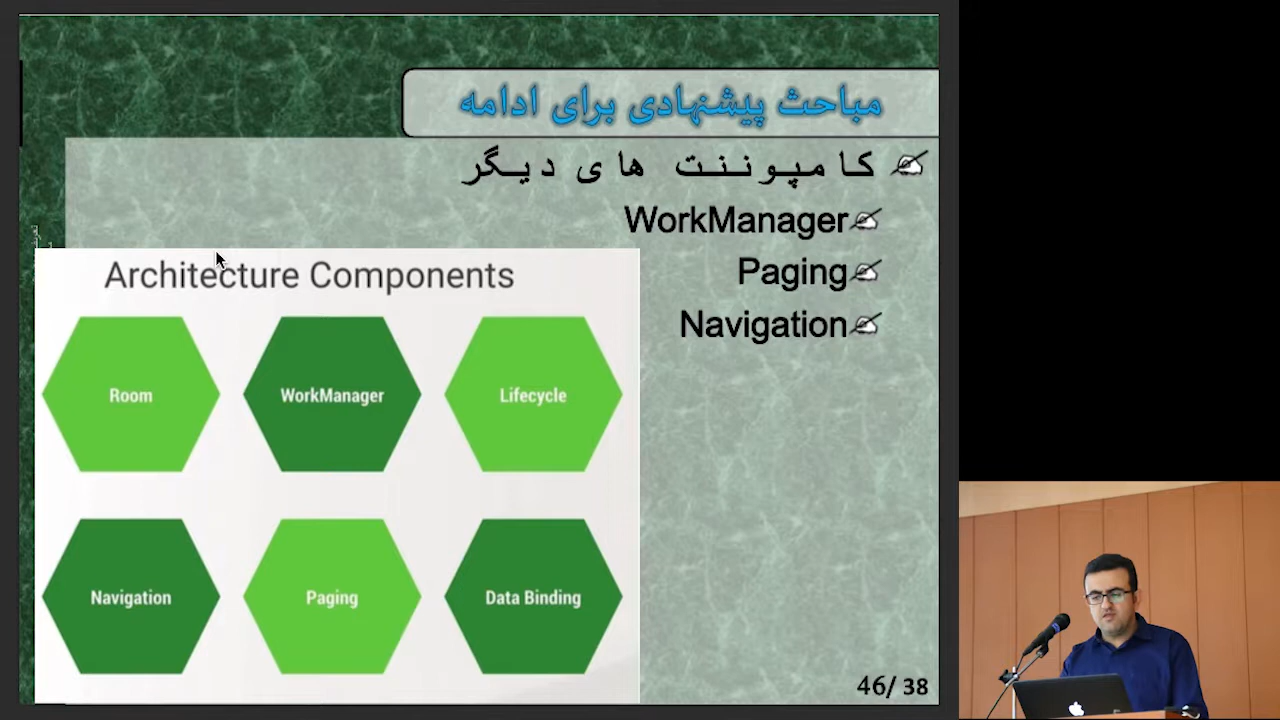 مباحث پیشنهادی برای ادامه
کامپوننت های دیگر
WorkManager
Paging
Navigation
Architecture Components
Room
WorkManager
Lifecycle
Navigation
Paging
Data Binding
46/ 38